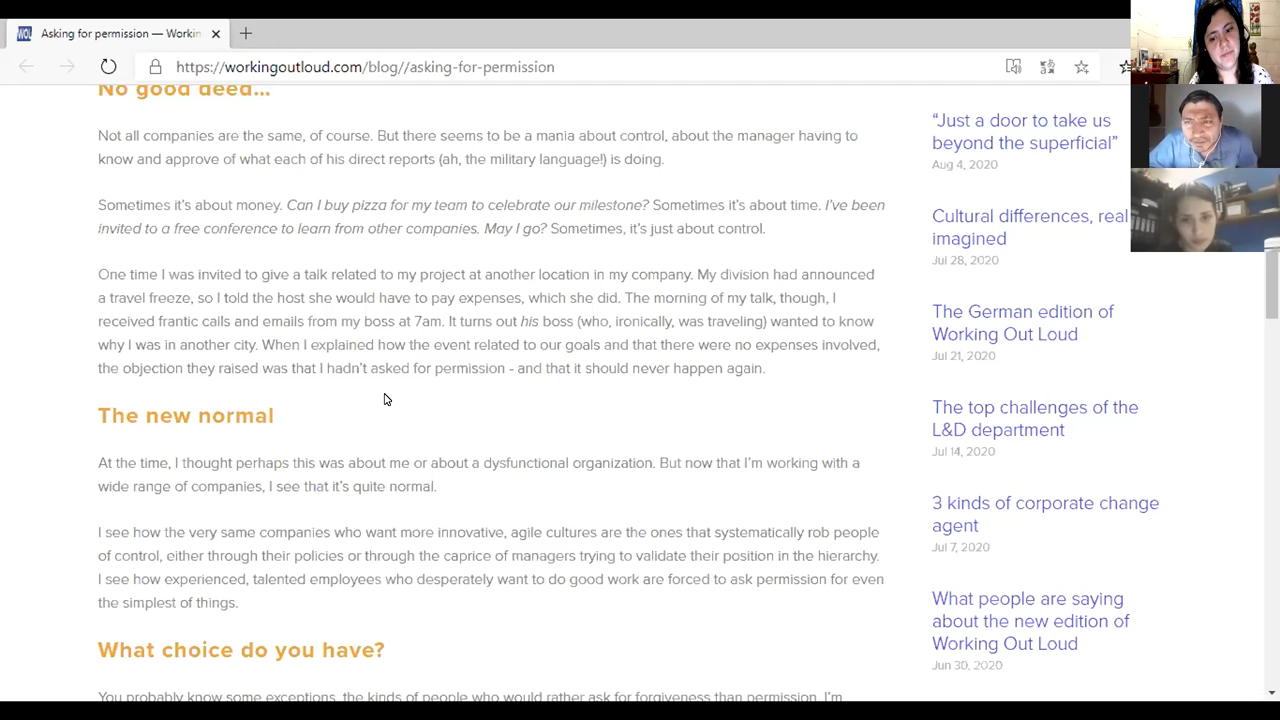 Asking for permission — Workin
https://workingoutloud.com/blog//asking-for-permission
No good deed...
Not all companies are the same, of course. But there seems to be a mania about control, about the manager having to
know and approve of what each of his direct reports (ah, the military language!) is doing.
Sometimes it's about money. Can I buy pizza for my team to celebrate our milestone? Sometimes it's about time. I've been
invited to a free conference to learn from other companies. May I go? Sometimes, it's just about control.
One time I was invited to give a talk related to my project at another location in my company. My division had announced
a travel freeze, so I told the host she would have to pay expenses, which she did. The morning of my talk, though, I
received frantic calls and emails from my boss at 7am. It turns out his boss (who, ironically, was traveling) wanted to know
why I was in another city. When I explained how the event related to our goals and that there were no expenses involved,
the objection they raised was that I hadn't asked for permission - and that it should never happen again.
The new normal
At the time, I thought perhaps this was about me or about a dysfunctional organization. But now that I'm working with a
wide range of companies, I see that it's quite normal.
I see how the very same companies who want more innovative, agile cultures are the ones that systematically rob people
of control, either through their policies or through the caprice of managers trying to validate their position in the hierarchy.
I see how experienced, talented employees who desperately want to do good work are forced to ask permission for even
the simplest of things.
What choice do you have?
You probably know some exceptions, the kinds of people who would rather ask for forgiveness than permission. I'm
"Just a door to take us
beyond the superficial"
Aug 4, 2020
Cultural differences, real
imagined
Jul 28, 2020
The German edition of
Working Out Loud
Jul 21, 2020
The top challenges of the
L&D department
Jul 14, 2020
3 kinds of corporate change
agent
Jul 7, 2020
What people are saying
about the new edition of
Working Out Loud
Jun 30, 2020